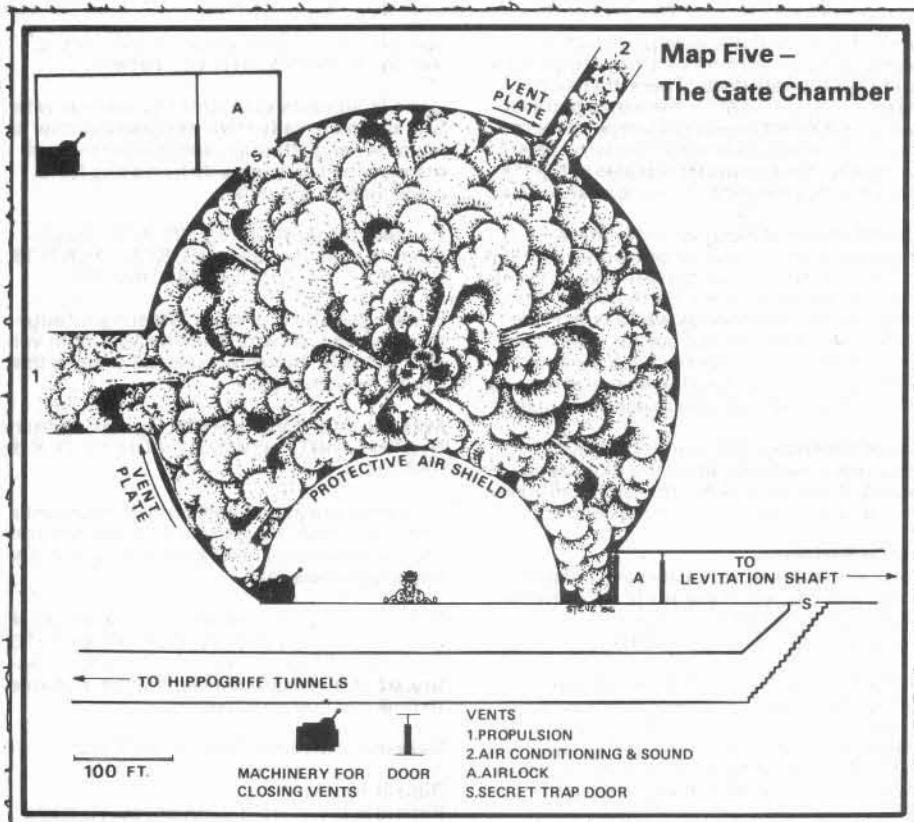 Map Five –
The Gate Chamber
2
VENT
PLATE
A
S
1
VENT
PLATE
PROTECTIVE AIR SHIELD
A
TO
LEVITATION SHAFT
S
TO HIPPOGRIFF TUNNELS
100 FT.
MACHINERY FOR
CLOSING VENTS
DOOR
VENTS
1.PROPULSION
2.AIR CONDITIONING & SOUND
A.AIRLOCK
S.SECRET TRAP DOOR